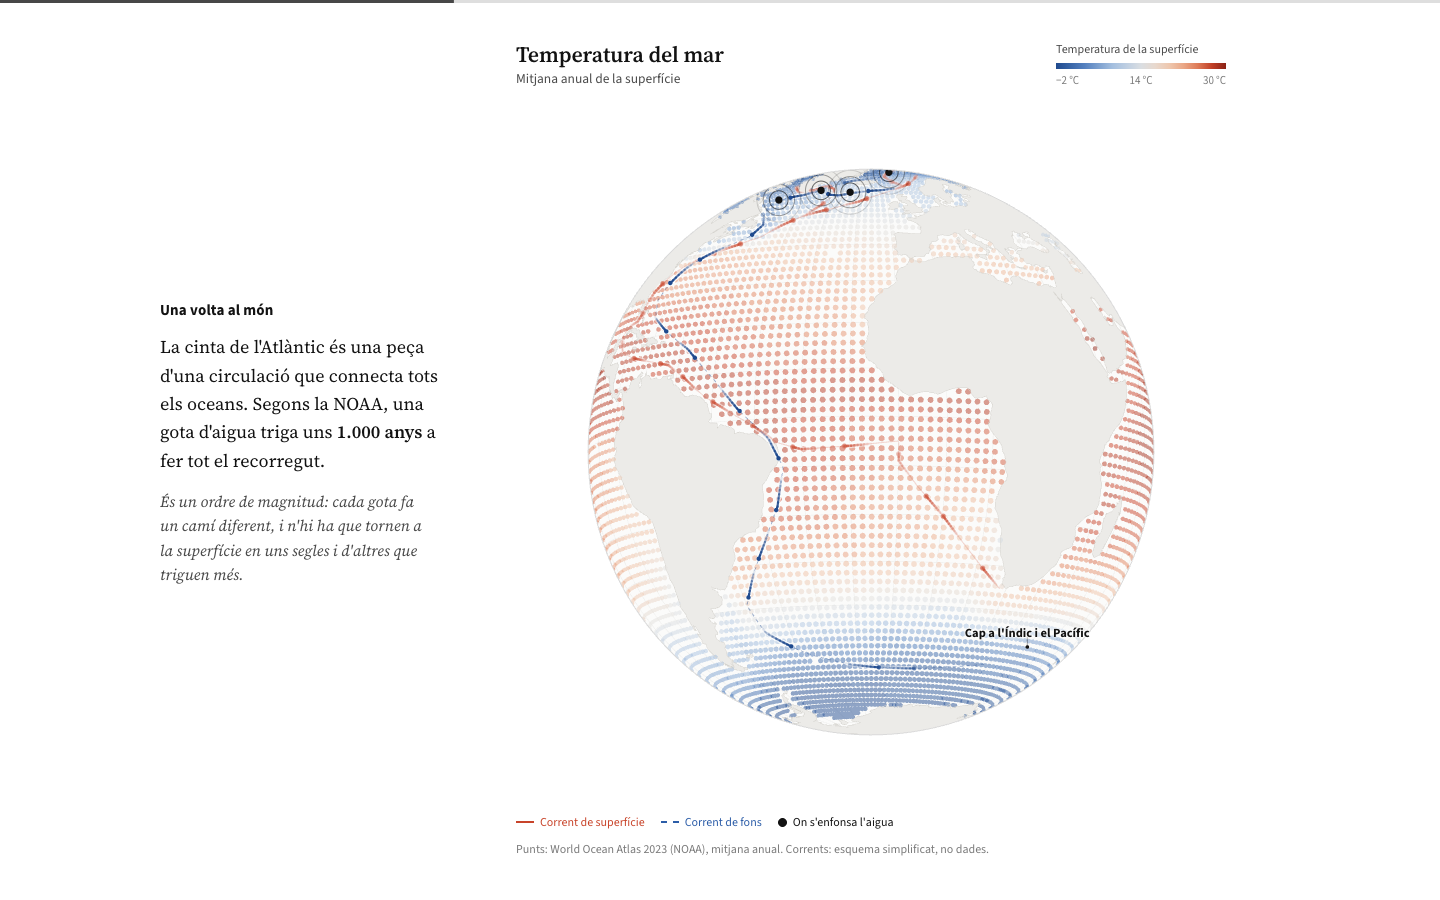 Temperatura del mar
Mitjana anual de la superfície
Temperatura de la superfície
−2 °C 14 °C 30 °C
Una volta al món
La cinta de l'Atlàntic és una peça
d'una circulació que connecta tots
els oceans. Segons la NOAA, una
gota d'aigua triga uns 1.000 anys a
fer tot el recorregut.
És un ordre de magnitud: cada gota fa
un camí diferent, i n'hi ha que tornen a
la superfície en uns segles i d'altres que
triguen més.
Cap a l'Índic i el Pacífic
Corrent de superfície Corrent de fons On s'enfonsa l'aigua
Punts: World Ocean Atlas 2023 (NOAA), mitjana anual. Corrents: esquema simplificat, no dades.